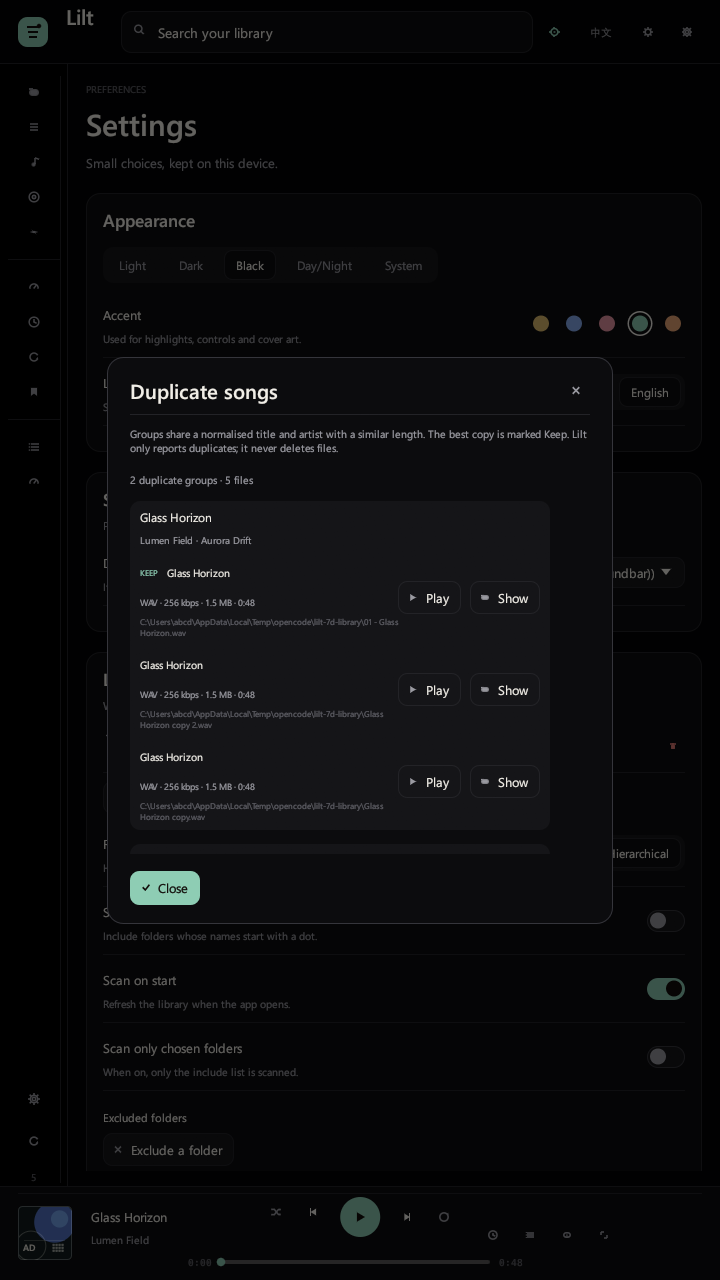 Lilt
Search your library
中文
PREFERENCES
Settings
Small choices, kept on this device.
Appearance
Light Dark Black Day/Night System
Accent
Used for highlights, controls and cover art.
English
Duplicate songs
Groups share a normalised title and artist with a similar length. The best copy is marked Keep. Lilt
only reports duplicates; it never deletes files.
2 duplicate groups · 5 files
Glass Horizon
Lumen Field · Aurora Drift
KEEP Glass Horizon
WAV · 256 kbps · 1.5 MB · 0:48
C:\Users\abcd\AppData\Local\Temp\opencode\lilt-7d-library\01 - Glass
Horizon.wav
Play Show
Glass Horizon
WAV · 256 kbps · 1.5 MB · 0:48
C:\Users\abcd\AppData\Local\Temp\opencode\lilt-7d-library\Glass
Horizon copy 2.wav
Play Show
Glass Horizon
WAV · 256 kbps · 1.5 MB · 0:48
C:\Users\abcd\AppData\Local\Temp\opencode\lilt-7d-library\Glass
Horizon copy.wav
Play Show
ndbar))
Hierarchical
Close
Include folders whose names start with a dot.
Scan on start
Refresh the library when the app opens.
Scan only chosen folders
When on, only the include list is scanned.
Excluded folders
Exclude a folder
5
AD
Glass Horizon
Lumen Field
0:00
0:48